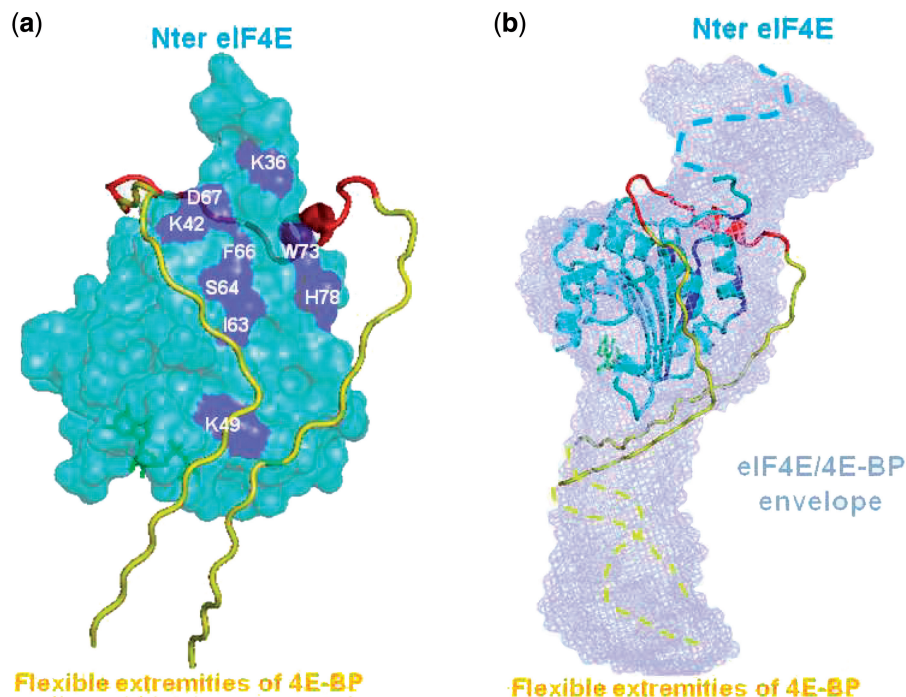 (a)
Nter eIF4E
K36
D67
K42
F66
W73
S64
H78
I63
K49
Flexible extremities of 4E-BP
(b)
Nter eIF4E
eIF4E/4E-BP
envelope
Flexible extremities of 4E-BP